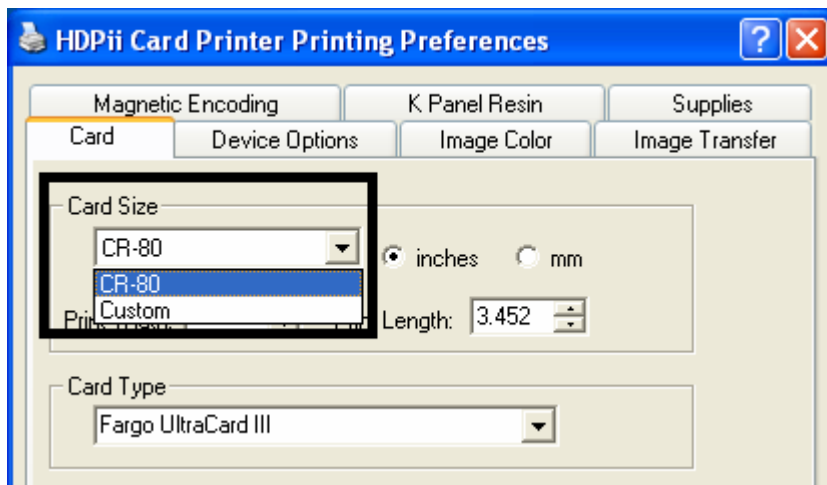 HDPii Card Printer Printing Preferences
Magnetic Encoding K Panel Resin Supplies
Card Device Options Image Color Image Transfer
Card Size
CR-80 inches mm
CR-80
Custom
Length: 3.452
Card Type
Fargo UltraCard III